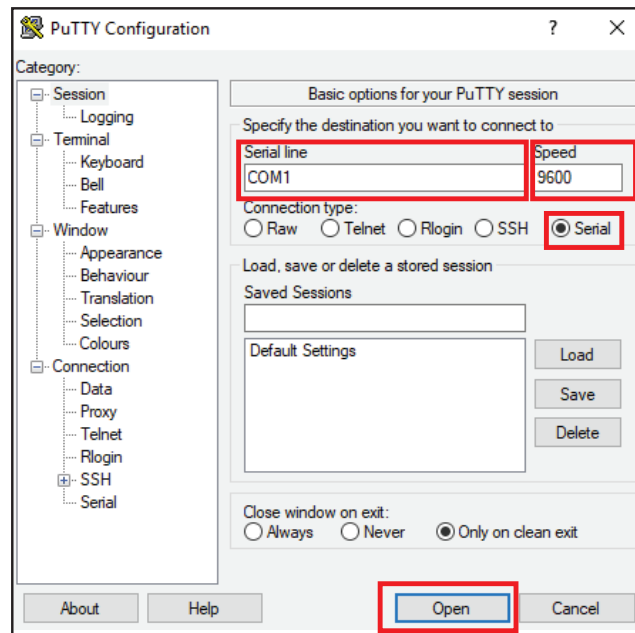 PuTTY Configuration ? ×
Category:
Session
Logging
Terminal
Keyboard
Bell
Features
Window
Appearance
Behaviour
Translation
Selection
Colours
Connection
Data
Proxy
Telnet
Rlogin
SSH
Serial
Basic options for your PuTTY session
Specify the destination you want to connect to
Serial line Speed
COM1 9600
Connection type:
Raw Telnet Rlogin SSH Serial
Load, save or delete a stored session
Saved Sessions
Default Settings
Load
Save
Delete
Close window on exit:
Always Never Only on clean exit
About Help Open Cancel